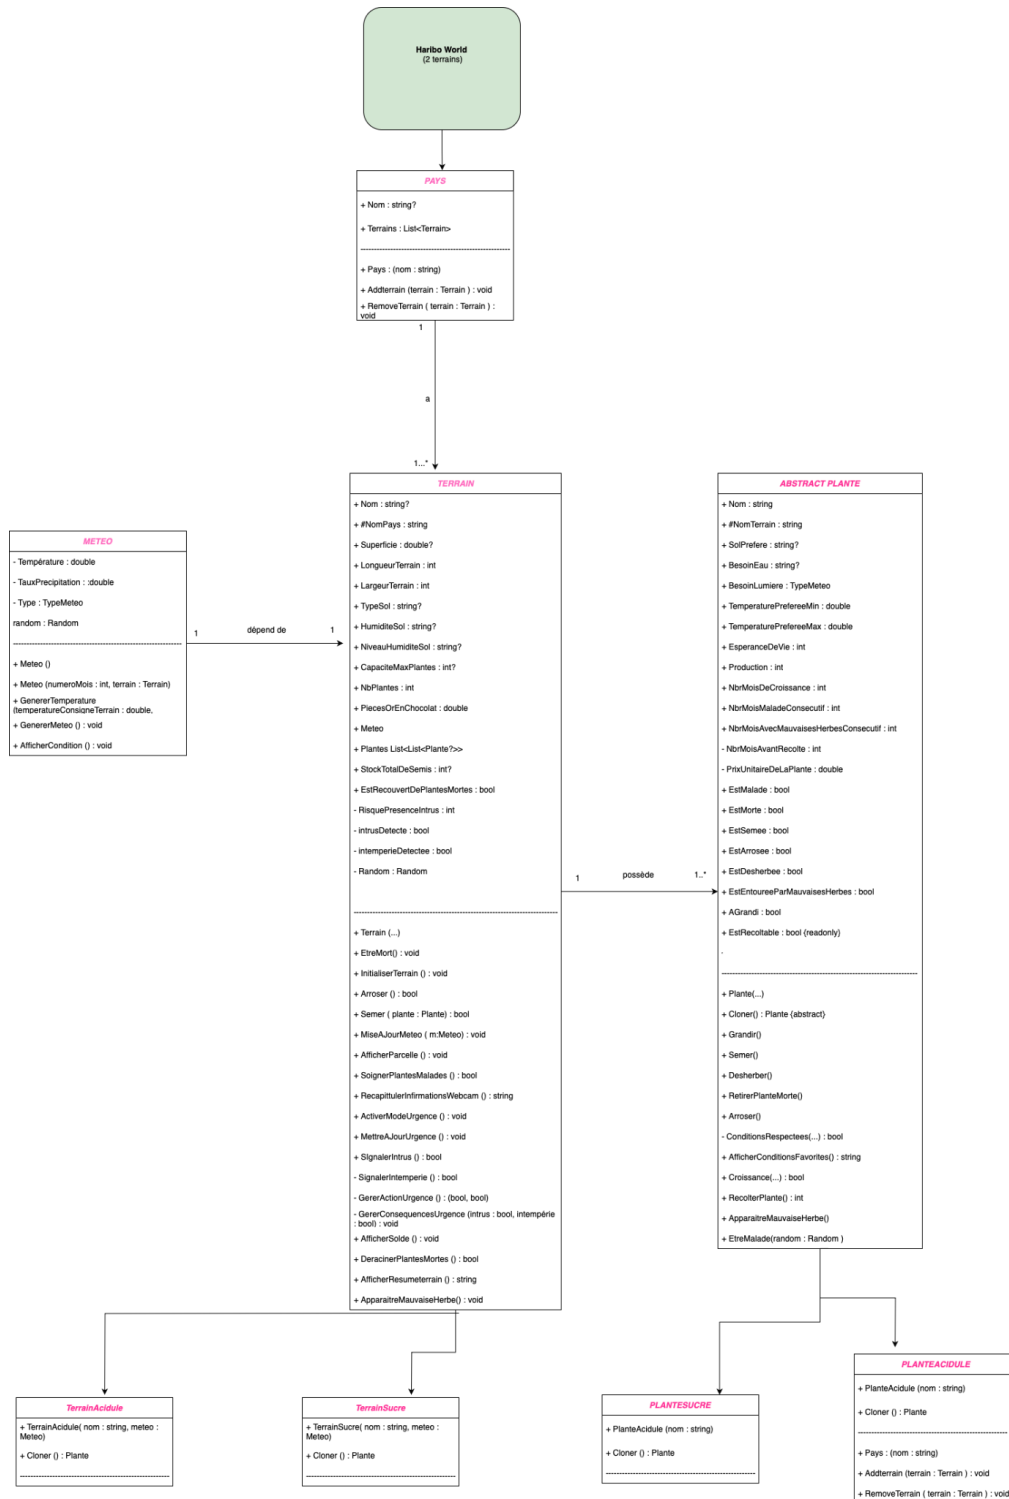 Haribo World
(2 terrains)
PAYS
+ Nom : string?
+ Terrains : List<Terrain>
+ Pays : (nom : string)
+ Addterrain (terrain : Terrain ) : void
+ RemoveTerrain ( terrain : Terrain ) :
void
1
a
1...*
TERRAIN
+ Nom : string?
+ #NomPays : string
+ Superficie : double?
+ LongueurTerrain : int
+ LargeurTerrain : int
+ TypeSol : string?
+ HumiditeSol : string?
+ NiveauHumiditeSol : string?
+ CapaciteMaxPlantes : int?
+ NbPlantes : int
+ PiecesOrEnChocolat : double
+ Meteo
+ Plantes List<List<Plante?>>
+ StockTotalDeSemis : int?
+ EstRecouvertDePlantesMortes : bool
- RisquePresenceIntrus : int
- intrusDetecte : bool
- intemperieDetectee : bool
- Random : Random
+ Terrain (...)
+ EtreMort() : void
+ InitialiserTerrain () : void
+ Arroser () : bool
+ Semer ( plante : Plante) : bool
+ MiseAJourMeteo ( m:Meteo) : void
+ AfficherParcelle () : void
+ SoignerPlantesMalades () : bool
+ RecapittulerInfirmationsWebcam () : string
+ ActiverModeUrgence () : void
+ MettreAJourUrgence () : void
+ SIgnalerIntrus () : bool
- SignalerIntemperie () : bool
- GererActionUrgence () : (bool, bool)
- GererConsequencesUrgence (intrus : bool, intempérie
: bool) : void
+ AfficherSolde () : void
+ DeracinerPlantesMortes () : bool
+ AfficherResumeterrain () : string
+ ApparaitreMauvaiseHerbe() : void
METEO
- Température : double
- TauxPrecipitation : :double
- Type : TypeMeteo
random : Random
+ Meteo ()
+ Meteo (numeroMois : int, terrain : Terrain)
+ GenererTemperature
(temperatureConsigneTerrain : double,
+ GenererMeteo () : void
+ AfficherCondition () : void
1
dépend de
1
ABSTRACT PLANTE
+ Nom : string
+ #NomTerrain : string
+ SolPrefere : string?
+ BesoinEau : string?
+ BesoinLumiere : TypeMeteo
+ TemperaturePrefereeMin : double
+ TemperaturePrefereeMax : double
+ EsperanceDeVie : int
+ Production : int
+ NbrMoisDeCroissance : int
+ NbrMoisMaladeConsecutif : int
+ NbrMoisAvecMauvaisesHerbesConsecutif : int
- NbrMoisAvantRecolte : int
- PrixUnitaireDeLaPlante : double
+ EstMalade : bool
+ EstMorte : bool
+ EstSemee : bool
+ EstArrosee : bool
+ EstDesherbee : bool
+ EstEntoureeParMauvaisesHerbes : bool
+ AGrandi : bool
+ EstRecoltable : bool {readonly}
-
+ Plante(...)
+ Cloner() : Plante {abstract}
+ Grandir()
+ Semer()
+ Desherber()
+ RetirerPlanteMorte()
+ Arroser()
- ConditionsRespectees(...) : bool
+ AfficherConditionsFavorites() : string
+ Croissance(...) : bool
+ RecolterPlante() : int
+ ApparaitreMauvaiseHerbe()
+ EtreMalade(random : Random )
1
possède
1..*
TerrainAcidule
+ TerrainAcidule( nom : string, meteo :
Meteo)
+ Cloner () : Plante
TerrainSucre
+ TerrainSucre( nom : string, meteo :
Meteo)
+ Cloner () : Plante
PLANTESUCRE
+ PlanteAcidule (nom : string)
+ Cloner () : Plante
PLANTEACIDULE
+ PlanteAcidule (nom : string)
+ Cloner () : Plante
+ Pays : (nom : string)
+ Addterrain (terrain : Terrain ) : void
+ RemoveTerrain ( terrain : Terrain ) : void